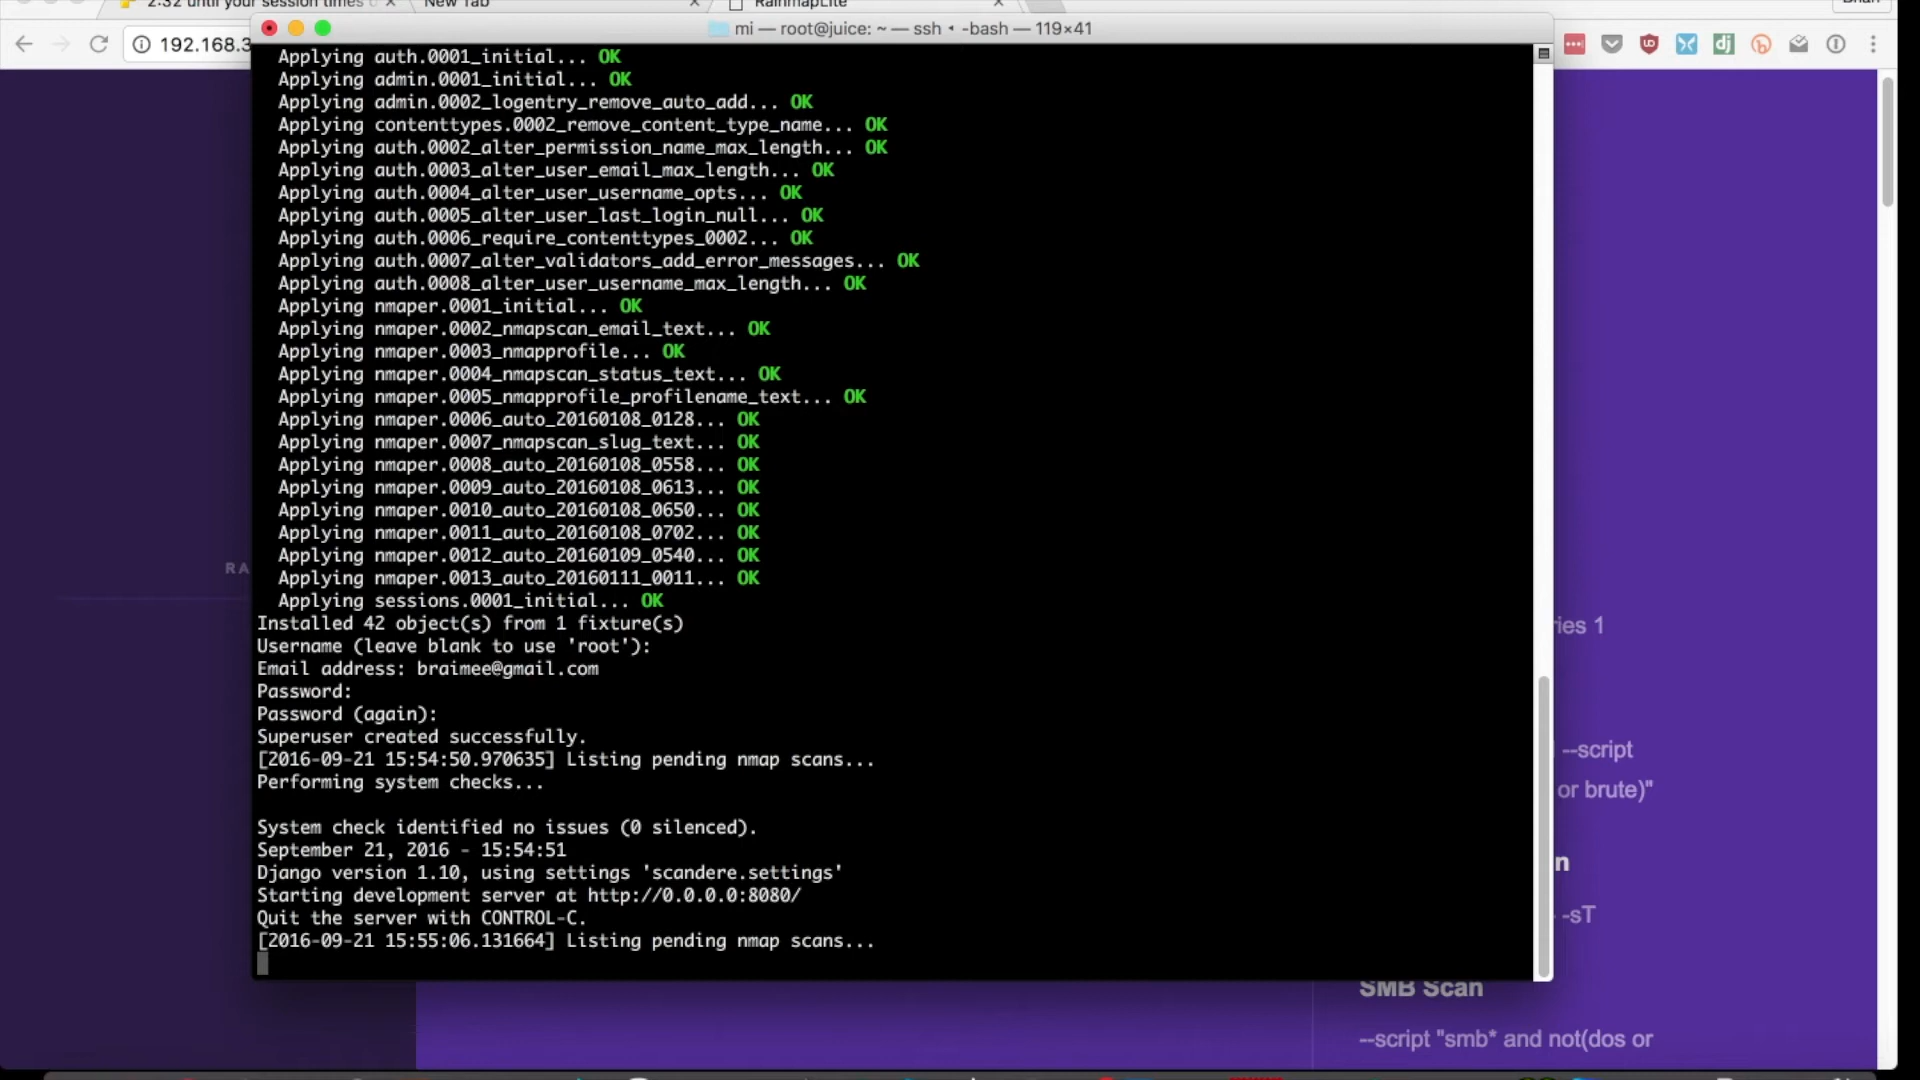 2:32 until your session times
New Tab
RainmapLite
Brian
192.168.3
mi — root@juice: ~ — ssh ◂ -bash — 119×41
Applying auth.0001_initial... OK
Applying admin.0001_initial... OK
Applying admin.0002_logentry_remove_auto_add... OK
Applying contenttypes.0002_remove_content_type_name... OK
Applying auth.0002_alter_permission_name_max_length... OK
Applying auth.0003_alter_user_email_max_length... OK
Applying auth.0004_alter_user_username_opts... OK
Applying auth.0005_alter_user_last_login_null... OK
Applying auth.0006_require_contenttypes_0002... OK
Applying auth.0007_alter_validators_add_error_messages... OK
Applying auth.0008_alter_user_username_max_length... OK
Applying nmaper.0001_initial... OK
Applying nmaper.0002_nmapscan_email_text... OK
Applying nmaper.0003_nmapprofile... OK
Applying nmaper.0004_nmapscan_status_text... OK
Applying nmaper.0005_nmapprofile_profilename_text... OK
Applying nmaper.0006_auto_20160108_0128... OK
Applying nmaper.0007_nmapscan_slug_text... OK
Applying nmaper.0008_auto_20160108_0558... OK
Applying nmaper.0009_auto_20160108_0613... OK
Applying nmaper.0010_auto_20160108_0650... OK
Applying nmaper.0011_auto_20160108_0702... OK
Applying nmaper.0012_auto_20160109_0540... OK
Applying nmaper.0013_auto_20160111_0011... OK
Applying sessions.0001_initial... OK
Installed 42 object(s) from 1 fixture(s)
Username (leave blank to use 'root'):
Email address: braimee@gmail.com
Password:
Password (again):
Superuser created successfully.
[2016-09-21 15:54:50.970635] Listing pending nmap scans...
Performing system checks...
System check identified no issues (0 silenced).
September 21, 2016 - 15:54:51
Django version 1.10, using settings 'scandere.settings'
Starting development server at http://0.0.0.0:8080/
Quit the server with CONTROL-C.
[2016-09-21 15:55:06.131664] Listing pending nmap scans...
RA
ries 1
--script
or brute)"
n
-sT
SMB Scan
--script "smb* and not(dos or